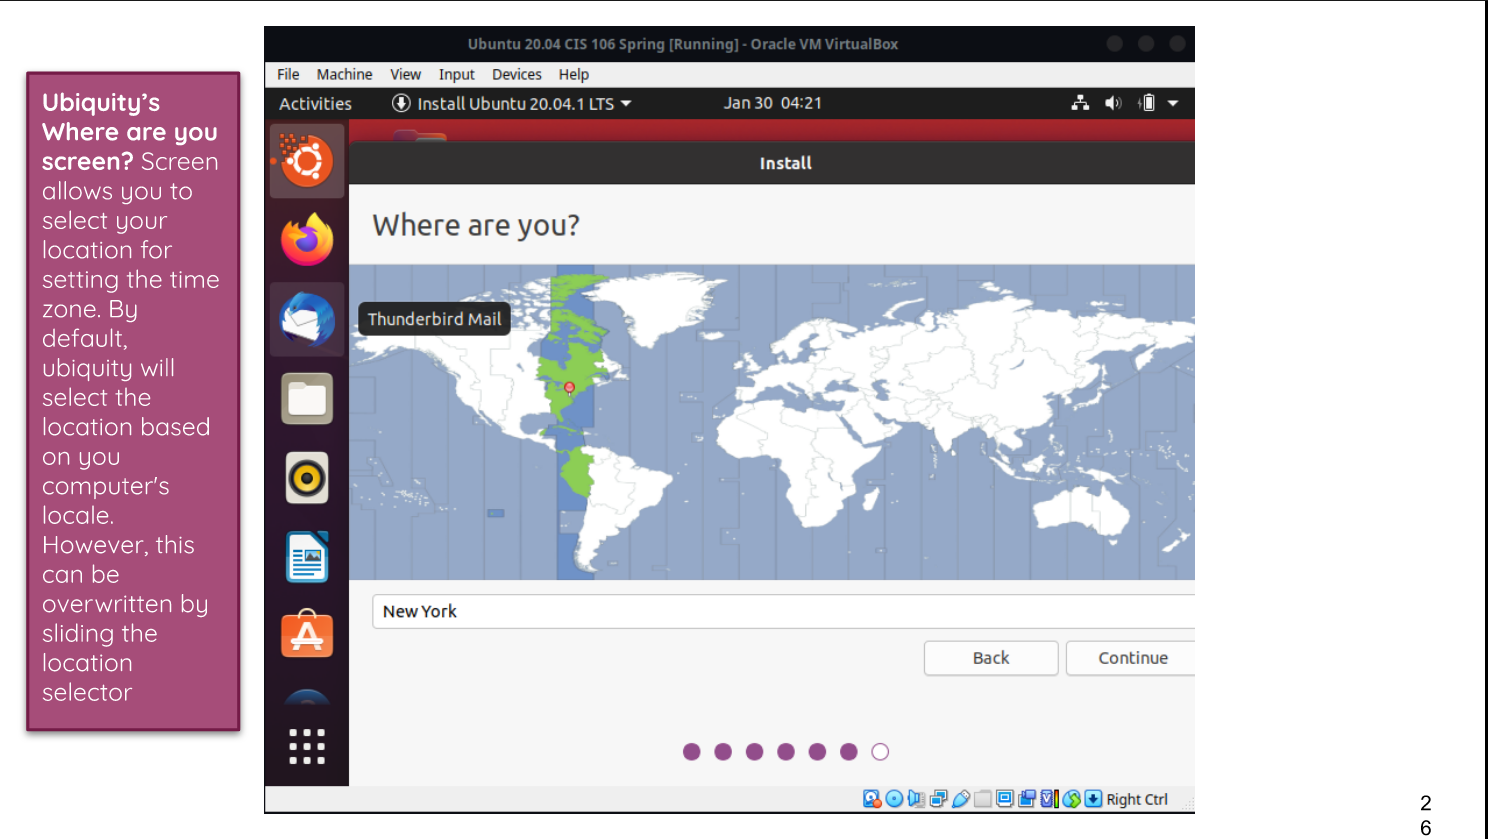 Ubiquity’s
Where are you
screen? Screen
allows you to
select your
location for
setting the time
zone. By
default,
ubiquity will
select the
location based
on you
computer's
locale.
However, this
can be
overwritten by
sliding the
location
selector
Ubuntu 20.04 CIS 106 Spring [Running] - Oracle VM VirtualBox
File Machine View Input Devices Help
Activities Install Ubuntu 20.04.1 LTS Jan 30 04:21
Install
Where are you?
Thunderbird Mail
New York
Back Continue
Right Ctrl
2
6